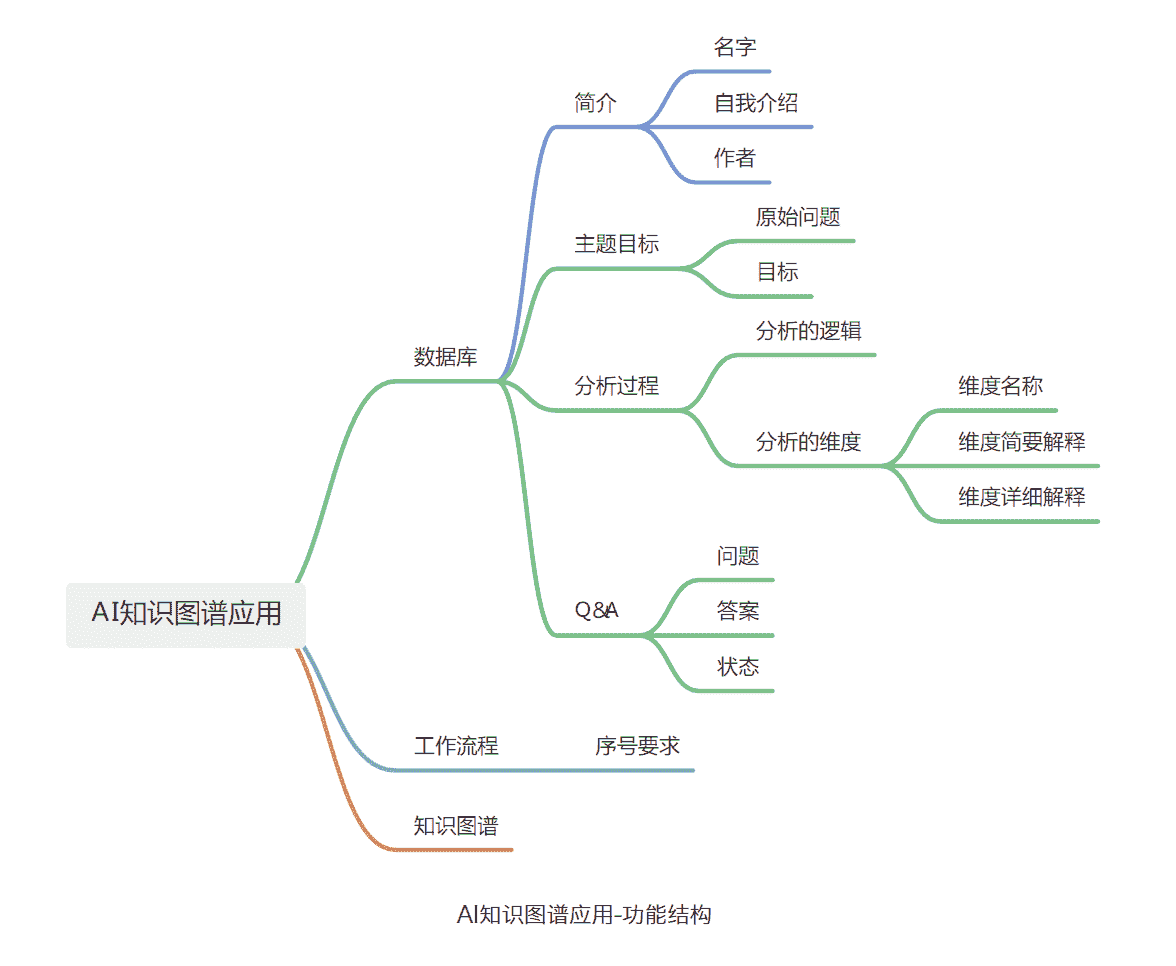 名字
简介
自我介绍
作者
原始问题
主题目标
目标
分析的逻辑
数据库
分析过程
维度名称
分析的维度
维度简要解释
维度详细解释
问题
AI知识图谱应用
Q&A
答案
状态
工作流程
序号要求
知识图谱
AI知识图谱应用-功能结构